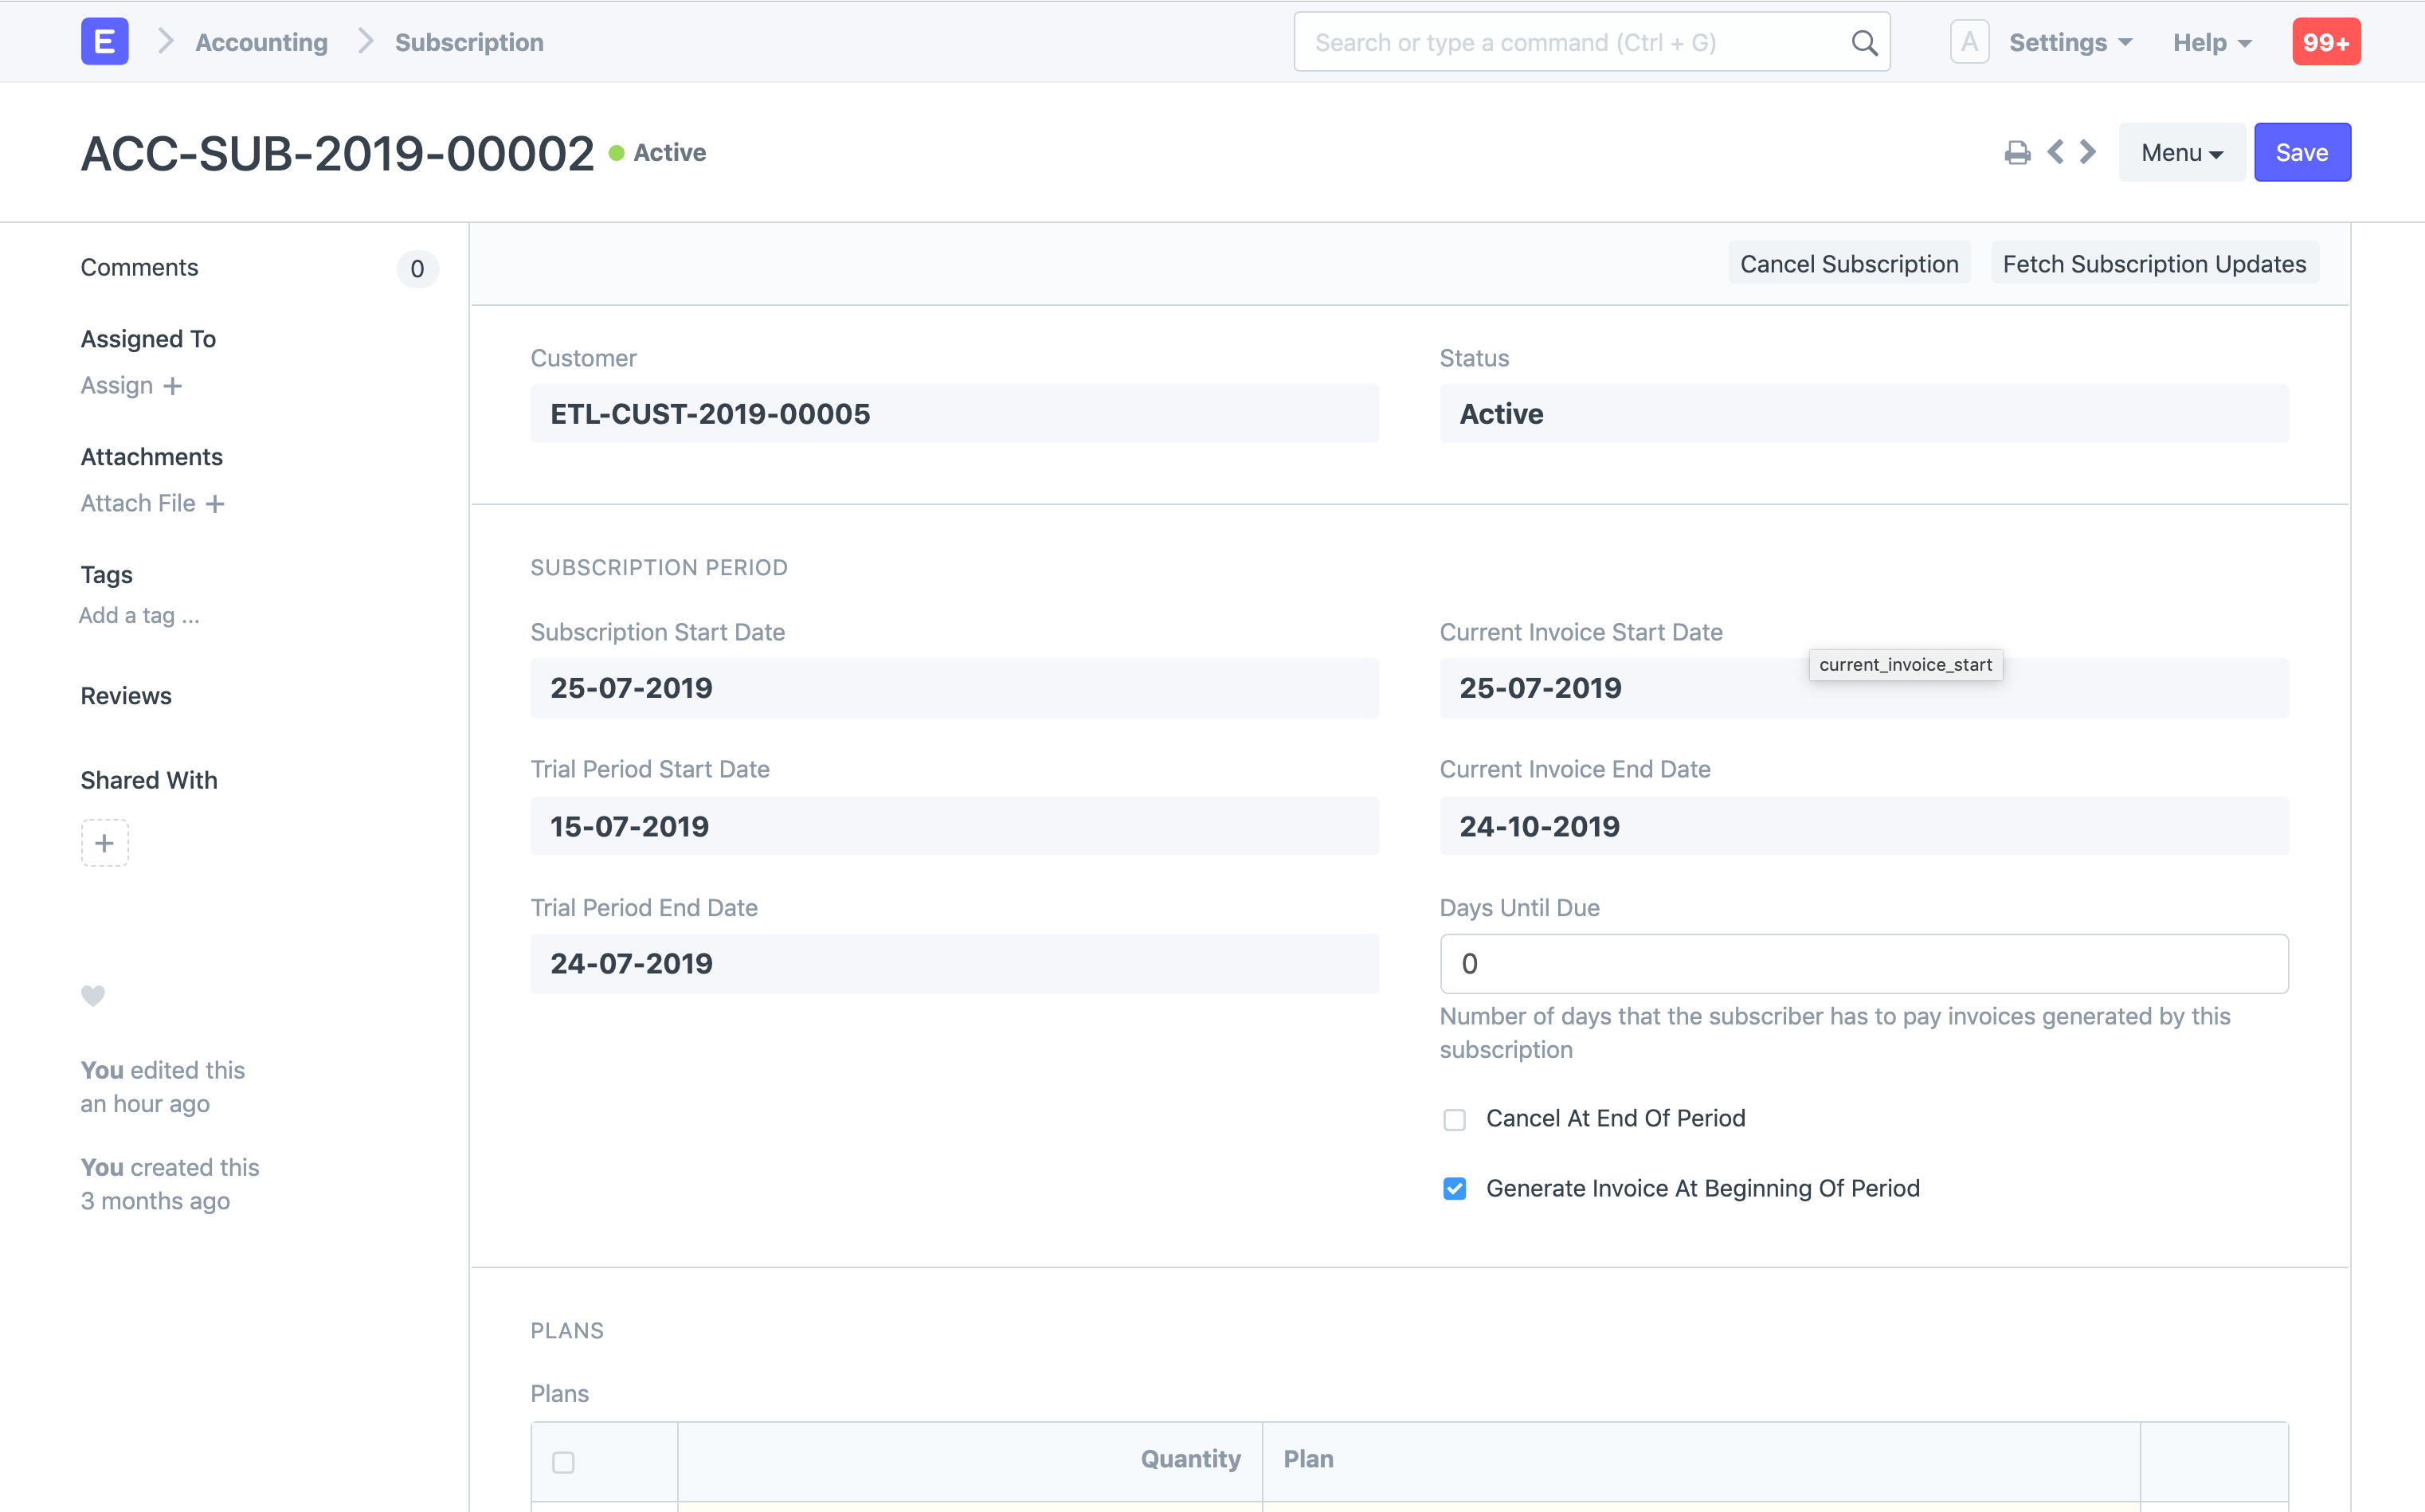 E Accounting Subscription Search or type a command (Ctrl + G) A Settings Help 99+
ACC-SUB-2019-00002 Active Menu Save
Comments 0
Assigned To
Assign +
Attachments
Attach File +
Tags
Add a tag ...
Reviews
Shared With
+
You edited this
an hour ago
You created this
3 months ago
Cancel Subscription Fetch Subscription Updates
Customer
ETL-CUST-2019-00005
Status
Active
SUBSCRIPTION PERIOD
Subscription Start Date
25-07-2019
Trial Period Start Date
15-07-2019
Trial Period End Date
24-07-2019
Current Invoice Start Date
current_invoice_start
25-07-2019
Current Invoice End Date
24-10-2019
Days Until Due
0
Number of days that the subscriber has to pay invoices generated by this
subscription
Cancel At End Of Period
Generate Invoice At Beginning Of Period
PLANS
Plans
Quantity Plan